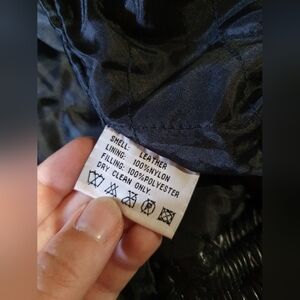 SHELL: LEATHER
LINING: 100%NYLON
FILLING: 100%POLYESTER
DRY CLEAN ONLY.